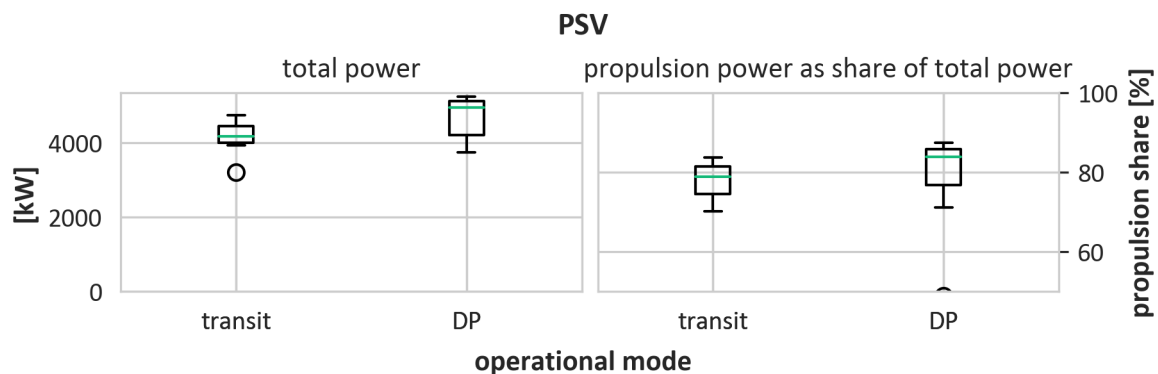 PSV
total power
propulsion power as share of total power
[kW]
4000
2000
0
transit
DP
100
80
60
propulsion share [%]
transit
DP
operational mode